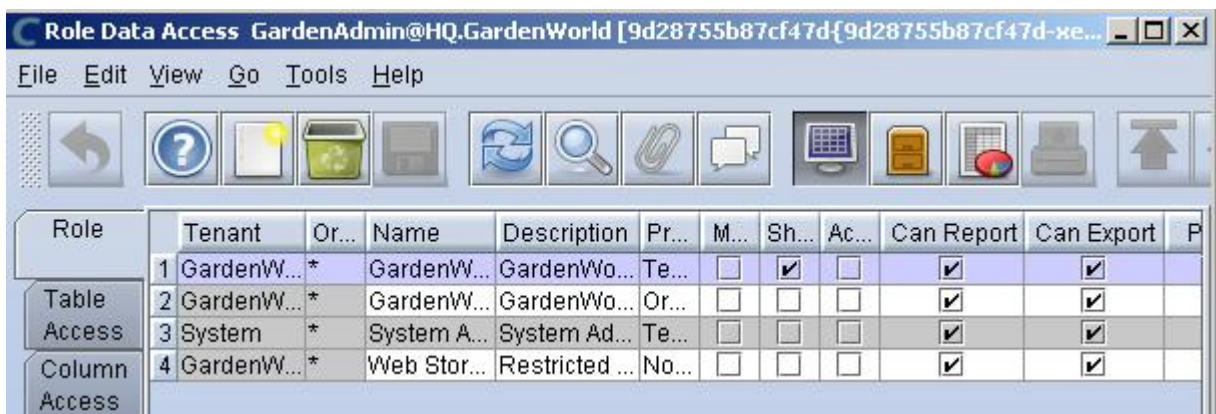 Role Data Access GardenAdmin@HQ.GardenWorld [9d28755b87cf47d{9d28755b87cf47d-xe...
File Edit View Go Tools Help
Role
Table
Access
Column
Access
Tenant Or... Name Description Pr... M... Sh... Ac... Can Report Can Export P
1 GardenW... * GardenW... GardenWo... Te...
2 GardenW... * GardenW... GardenWo... Or...
3 System * System A... System Ad... Te...
4 GardenW... * Web Stor... Restricted ... No...